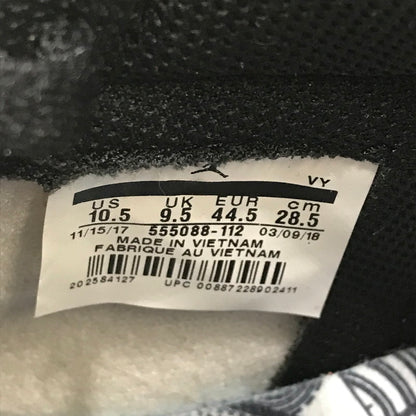 VY
US UK EUR cm
10.5 9.5 44.5 28.5
11/15/17 555088-112 03/09/18
MADE IN VIETNAM
FABRIQUE AU VIETNAM
202584127 UPC 00887228902411